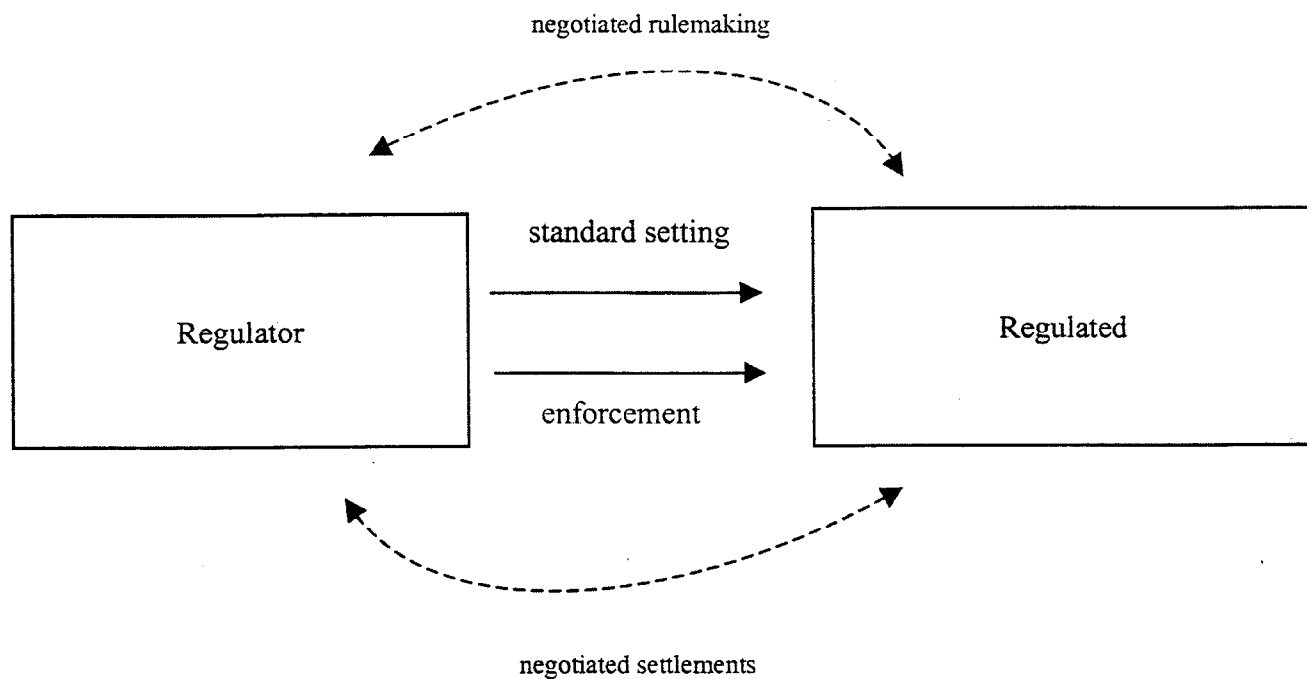 negotiated rulemaking
standard setting
Regulator
Regulated
enforcement
negotiated settlements